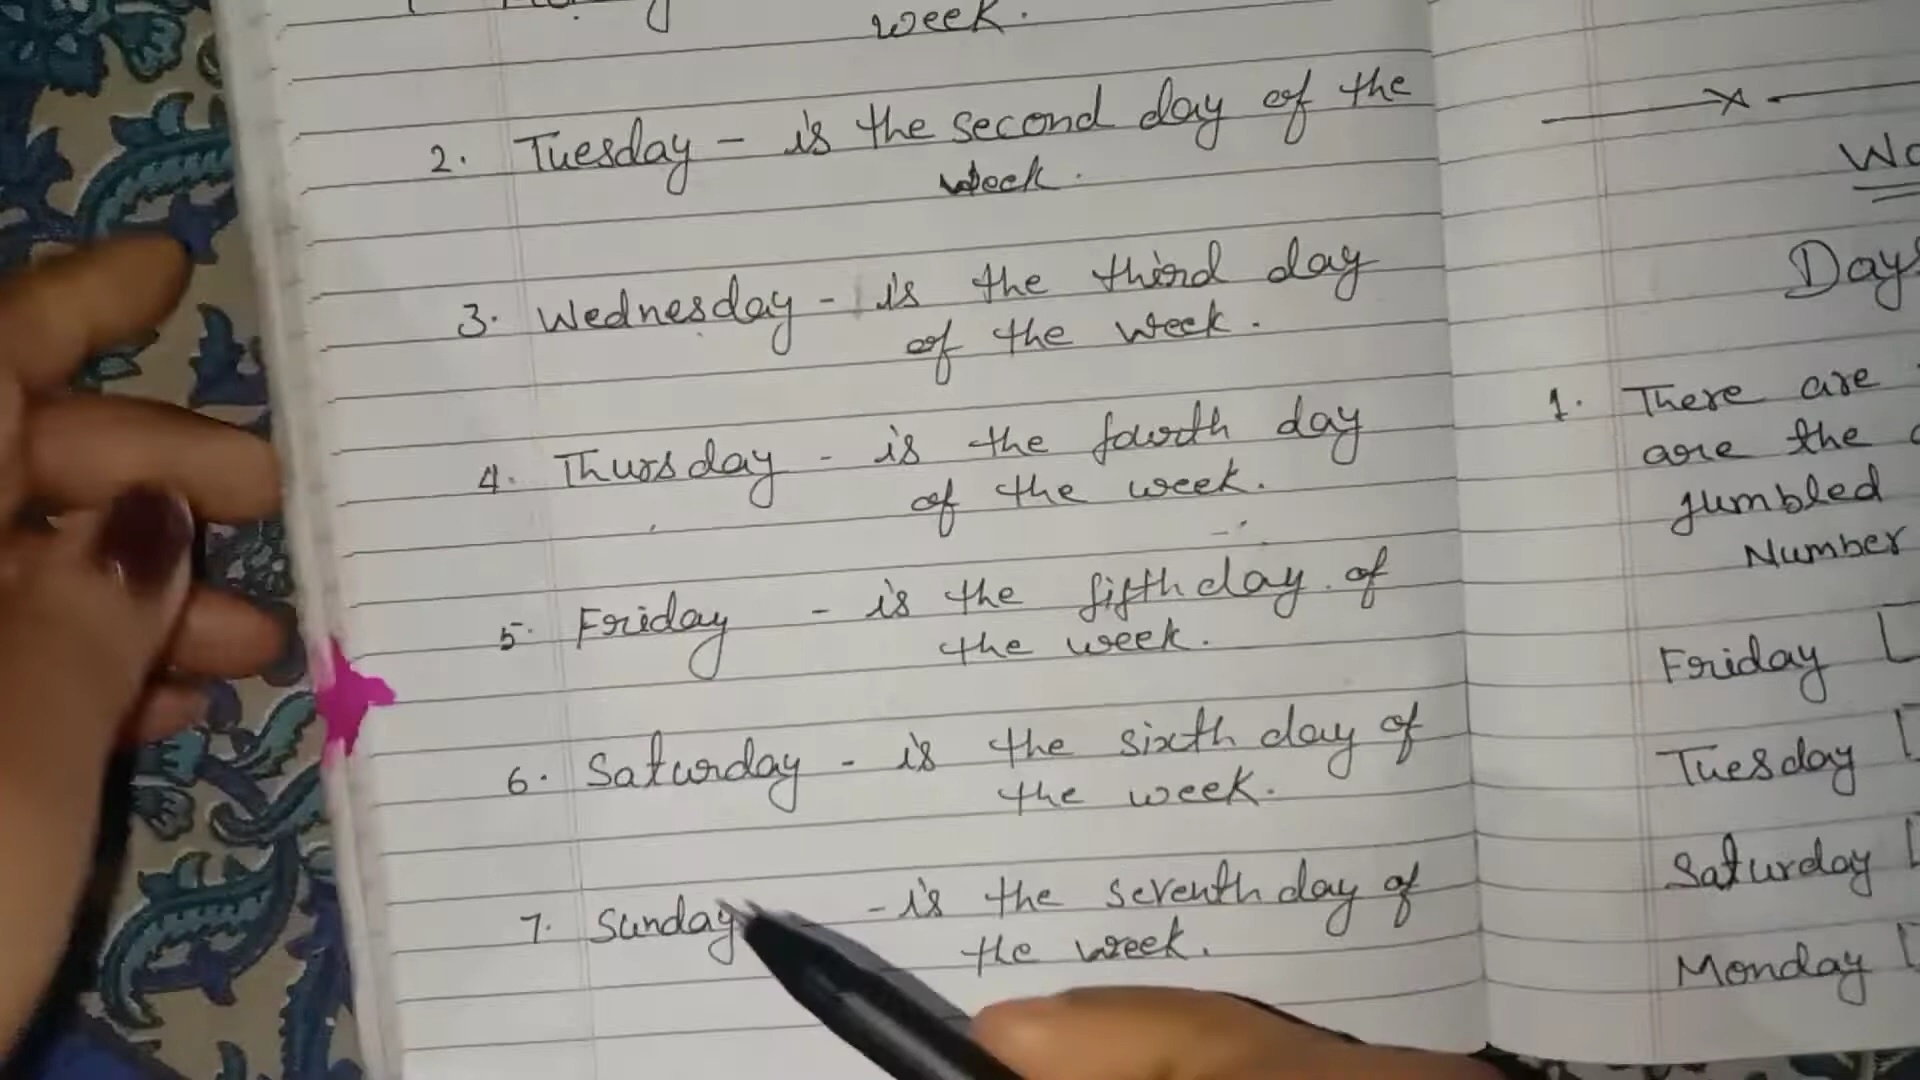 week.
2. Tuesday - is the second day of the
week.
3. Wednesday - is the third day
of the week.
4. Thursday - is the fourth day
of the week.
5. Friday - is the fifth day of
the week.
6. Saturday - is the sixth day of
the week.
7. Sunday - is the seventh day of
the week.
Days
1. There are
are the
jumbled
Number
Friday
Tuesday
Saturday
Monday